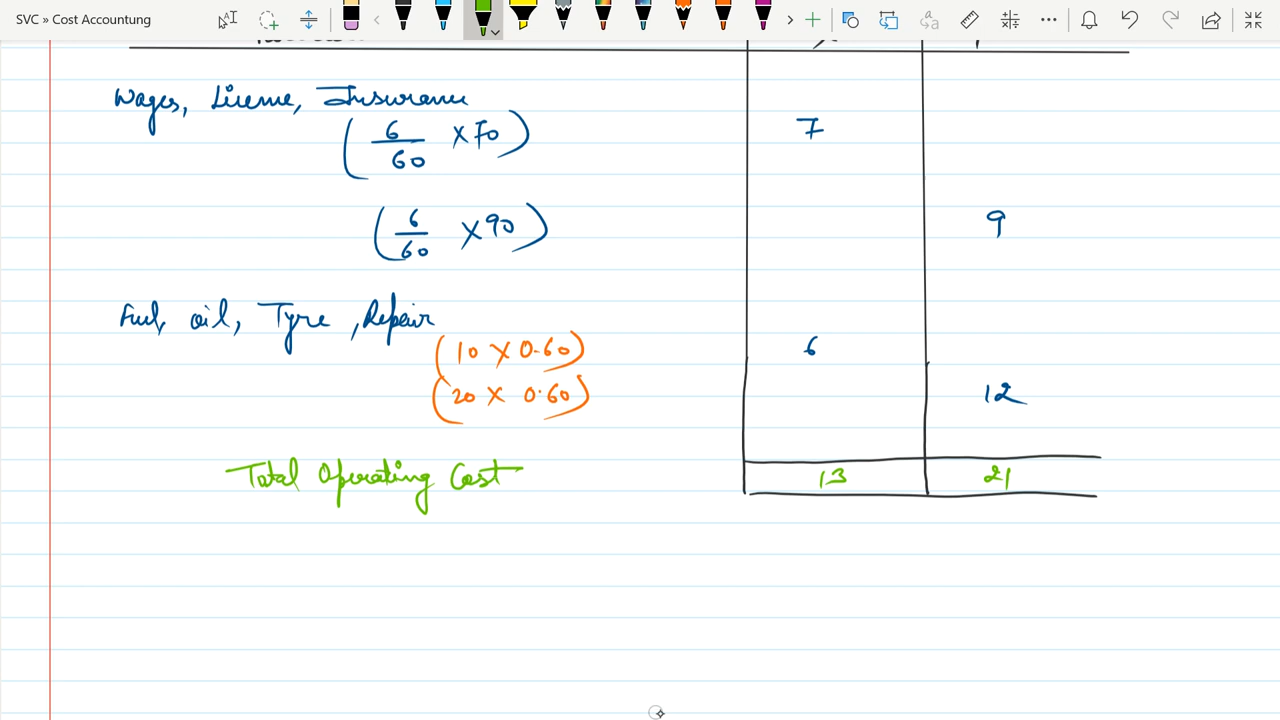 SVC » Cost Accountung
Wages, License, Insurance
(6/60 × 70) 7
(6/60 × 90) 9
Fuel, oil, Tyre, Repair
(10 × 0.60) 6
(20 × 0.60) 12
Total Operating Cost 13 21